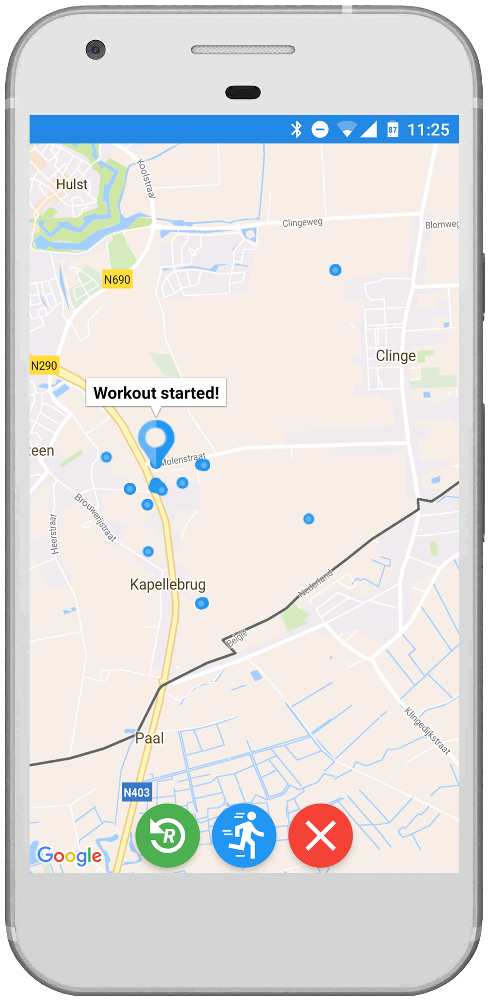 87 11:25
Hulst
Koolstraat
Clingeweg
Blomweg
N690
Clinge
N290
Workout started!
teen
Molenstraat
Brouwerijstraat
Heerstraat
Kapellebrug
Nederland
België
Klingedijkstraat
Paal
N403
R
Google